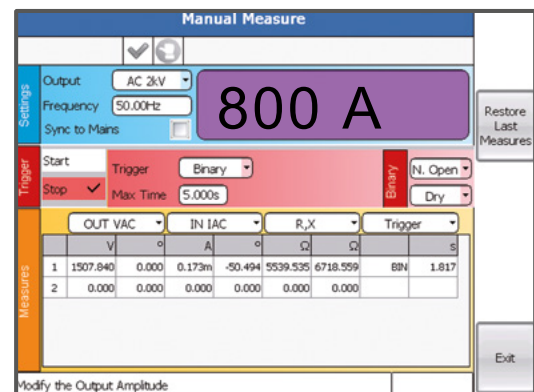 Manual Measure
Settings
Output AC 2kV
Frequency 50.00Hz
Sync to Mains
800 A
Restore
Last
Measures
Trigger
Start
Stop
Trigger Binary
Max Time 5.000s
Binary
N. Open
Dry
Measures
OUT VAC IN IAC R,X Trigger
V ° A ° Ω Ω s
1 1507.840 0.000 0.173m -50.494 5539.535 6718.559 BIN 1.817
2 0.000 0.000 0.000 0.000 0.000 0.000
Exit
Modify the Output Amplitude